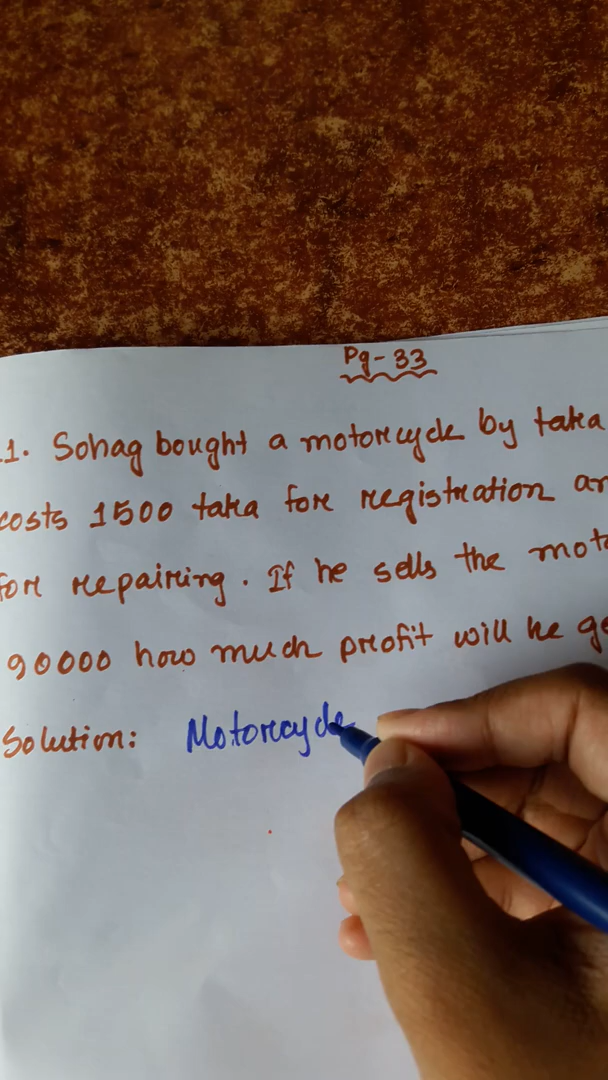 Pg-33
1. Sohag bought a motorcycle by taka
costs 1500 taka for registration
for repairing. If he sells the
90000 how much profit will he
Solution: Motorcycle